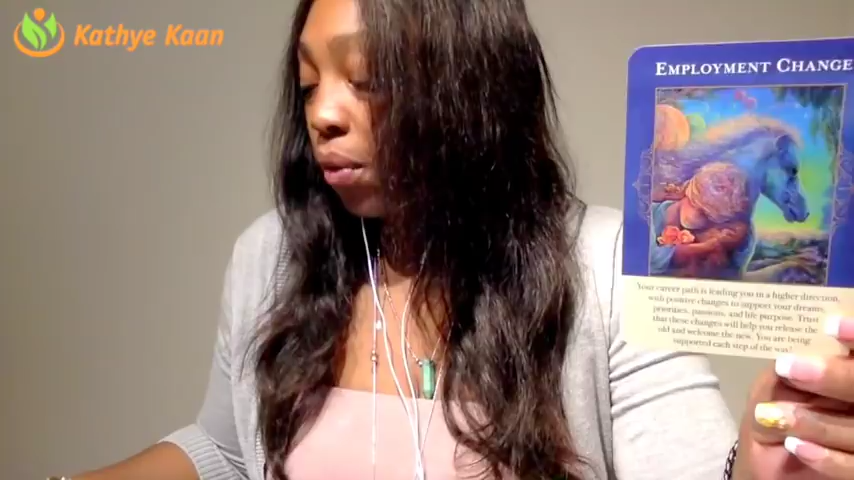 Kathye Kaan
EMPLOYMENT CHANGE
Your career path is leading you in a higher direction,
with positive changes to support your dreams,
priorities, passions, and life purpose. Trust
that these changes will help you release the
old and welcome the new. You are being
supported each step of the way!